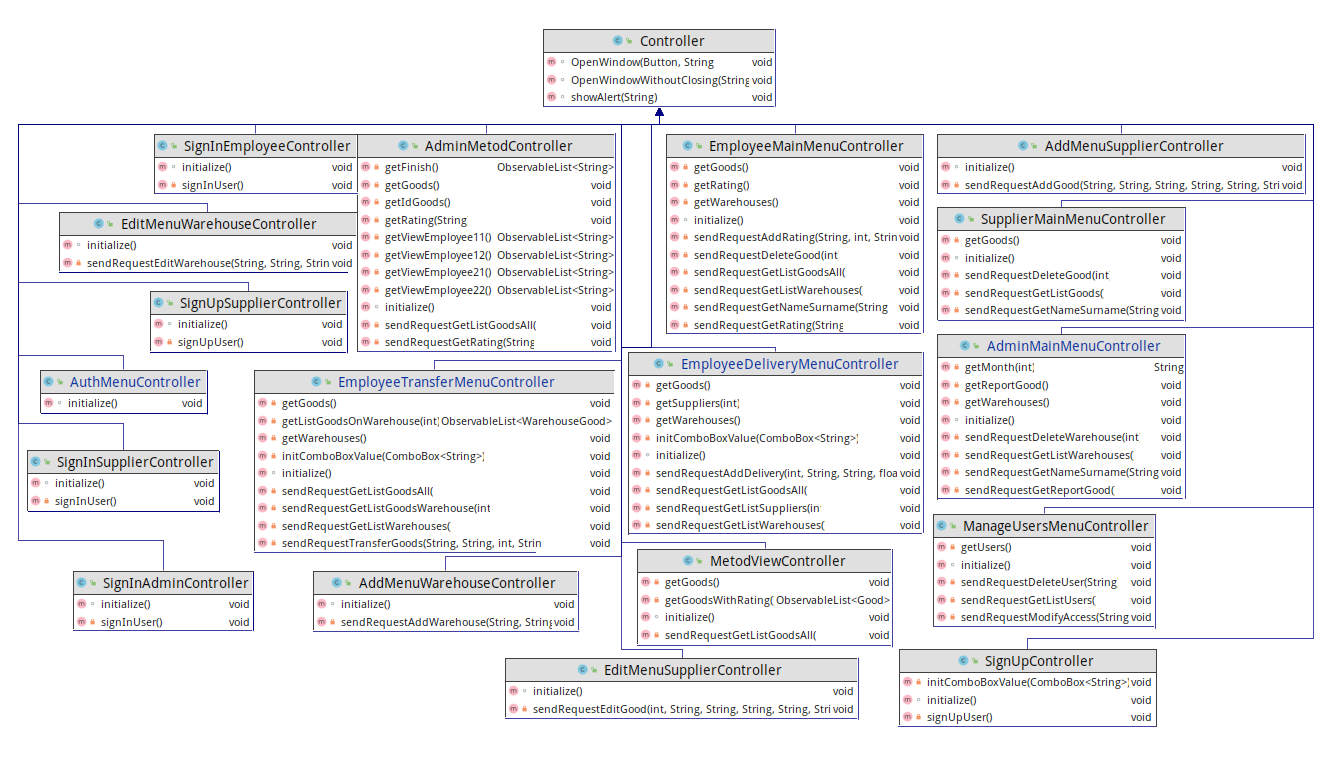 Controller
OpenWindow(Button, String void
OpenWindowWithoutClosing(String void
showAlert(String) void
SignInEmployeeController
initialize() void
signInUser() void
AdminMetodController
getFinish() ObservableList<String>
getGoods() void
getIdGoods() void
getRating(String void
getViewEmployee11() ObservableList<String>
getViewEmployee12() ObservableList<String>
getViewEmployee21() ObservableList<String>
getViewEmployee22() ObservableList<String>
initialize() void
sendRequestGetListGoodsAll( void
sendRequestGetRating(String void
EmployeeMainMenuController
getGoods() void
getRating() void
getWarehouses() void
initialize() void
sendRequestAddRating(String, int, Strin void
sendRequestDeleteGood(int void
sendRequestGetListGoodsAll( void
sendRequestGetListWarehouses( void
sendRequestGetNameSurname(String void
sendRequestGetRating(String void
AddMenuSupplierController
initialize() void
sendRequestAddGood(String, String, String, String, String, Stri void
EditMenuWarehouseController
initialize() void
sendRequestEditWarehouse(String, String, Strin void
SupplierMainMenuController
getGoods() void
initialize() void
sendRequestDeleteGood(int void
sendRequestGetListGoods( void
sendRequestGetNameSurname(String void
SignUpSupplierController
initialize() void
signUpUser() void
AdminMainMenuController
getMonth(int) String
getReportGood() void
getWarehouses() void
initialize() void
sendRequestDeleteWarehouse(int void
sendRequestGetListWarehouses( void
sendRequestGetNameSurname(String void
sendRequestGetReportGood( void
AuthMenuController
initialize() void
EmployeeTransferMenuController
getGoods() void
getListGoodsOnWarehouse(int) ObservableList<WarehouseGood>
getWarehouses() void
initComboBoxValue(ComboBox<String>) void
initialize() void
sendRequestGetListGoodsAll( void
sendRequestGetListGoodsWarehouse(int void
sendRequestGetListWarehouses( void
sendRequestTransferGoods(String, String, int, Strin void
EmployeeDeliveryMenuController
getGoods() void
getSuppliers(int) void
getWarehouses() void
initComboBoxValue(ComboBox<String>) void
initialize() void
sendRequestAddDelivery(int, String, String, floa void
sendRequestGetListGoodsAll( void
sendRequestGetListSuppliers(int void
sendRequestGetListWarehouses( void
SignInSupplierController
initialize() void
signInUser() void
ManageUsersMenuController
getUsers() void
initialize() void
sendRequestDeleteUser(String void
sendRequestGetListUsers( void
sendRequestModifyAccess(String void
MetodViewController
getGoods() void
getGoodsWithRating( ObservableList<Good>
initialize() void
sendRequestGetListGoodsAll( void
SignInAdminController
initialize() void
signInUser() void
AddMenuWarehouseController
initialize() void
sendRequestAddWarehouse(String, String void
EditMenuSupplierController
initialize() void
sendRequestEditGood(int, String, String, String, String, Stri void
SignUpController
initComboBoxValue(ComboBox<String>) void
initialize() void
signUpUser() void